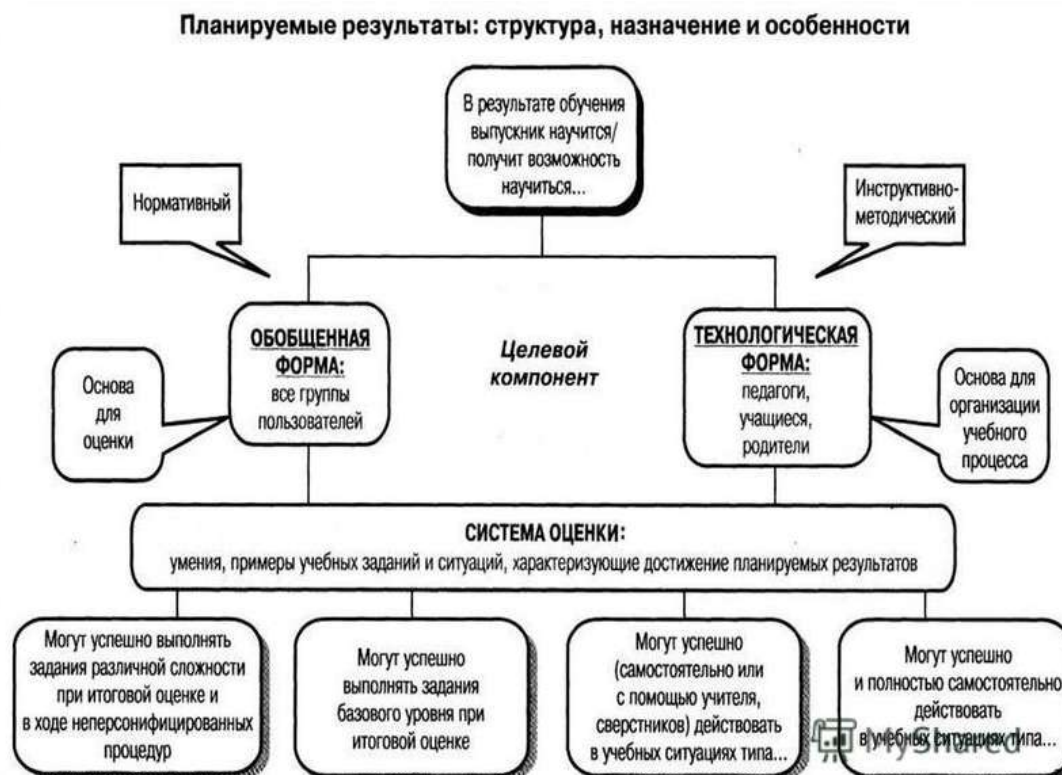 Планируемые результаты: структура, назначение и особенности
В результате обучения
выпускник научится/
получит возможность
научиться...
Нормативный
Инструктивно-
методический
ОБОБЩЕННАЯ
ФОРМА:
все группы
пользователей
Целевой
компонент
ТЕХНОЛОГИЧЕСКАЯ
ФОРМА:
педагоги,
учащиеся,
родители
Основа
для
оценки
Основа для
организации
учебного
процесса
СИСТЕМА ОЦЕНКИ:
умения, примеры учебных заданий и ситуаций, характеризующие достижение планируемых результатов
Могут успешно выполнять
задания различной сложности
при итоговой оценке и
в ходе неперсонифицированных
процедур
Могут успешно
выполнять задания
базового уровня при
итоговой оценке
Могут успешно
(самостоятельно или
с помощью учителя,
сверстников) действовать
в учебных ситуациях типа...
Могут успешно
и полностью самостоятельно
действовать
в учебных ситуациях типа...
MyShared